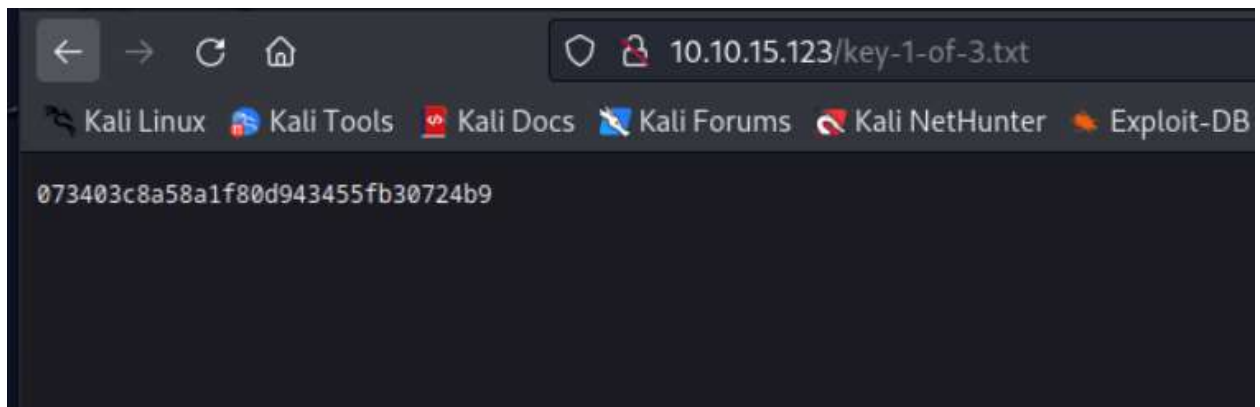 10.10.15.123/key-1-of-3.txt
Kali Linux Kali Tools Kali Docs Kali Forums Kali NetHunter Exploit-DB
073403c8a58a1f80d943455fb30724b9